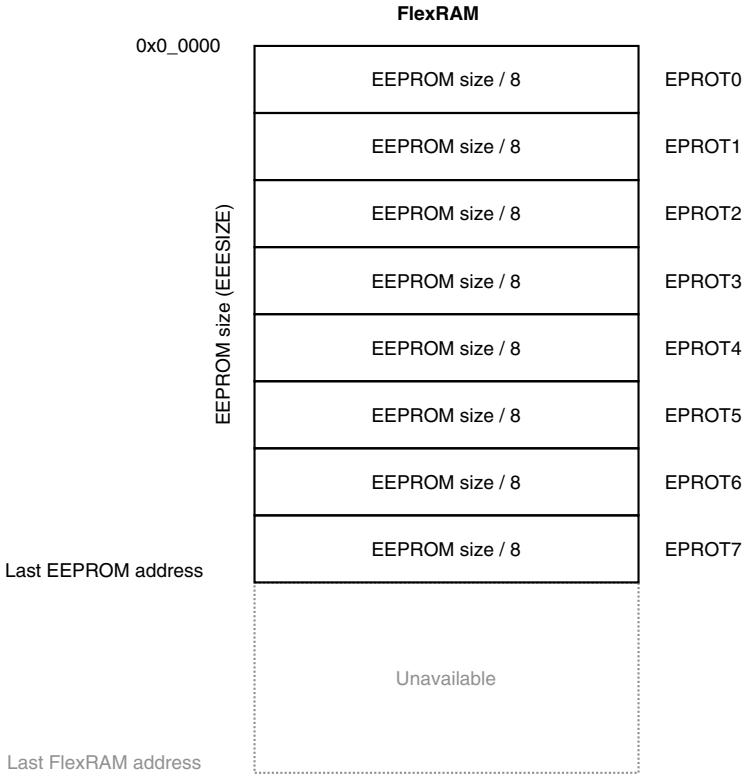 FlexRAM
0x0_0000
EEPROM size / 8 EPROT0
EEPROM size / 8 EPROT1
EEPROM size / 8 EPROT2
EEPROM size / 8 EPROT3
EEPROM size / 8 EPROT4
EEPROM size / 8 EPROT5
EEPROM size / 8 EPROT6
EEPROM size / 8 EPROT7
EEPROM size (EEESIZE)
Last EEPROM address
Unavailable
Last FlexRAM address